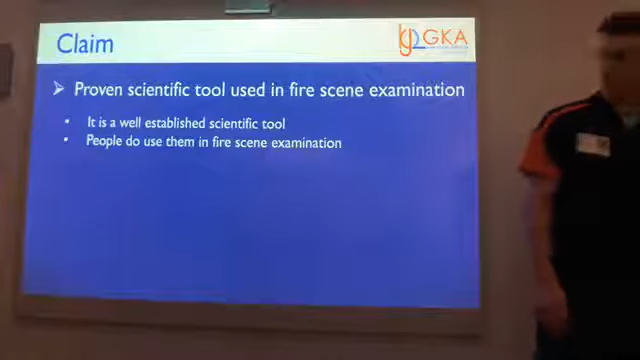 Claim
GKA
➤ Proven scientific tool used in fire scene examination
• It is a well established scientific tool
• People do use them in fire scene examination